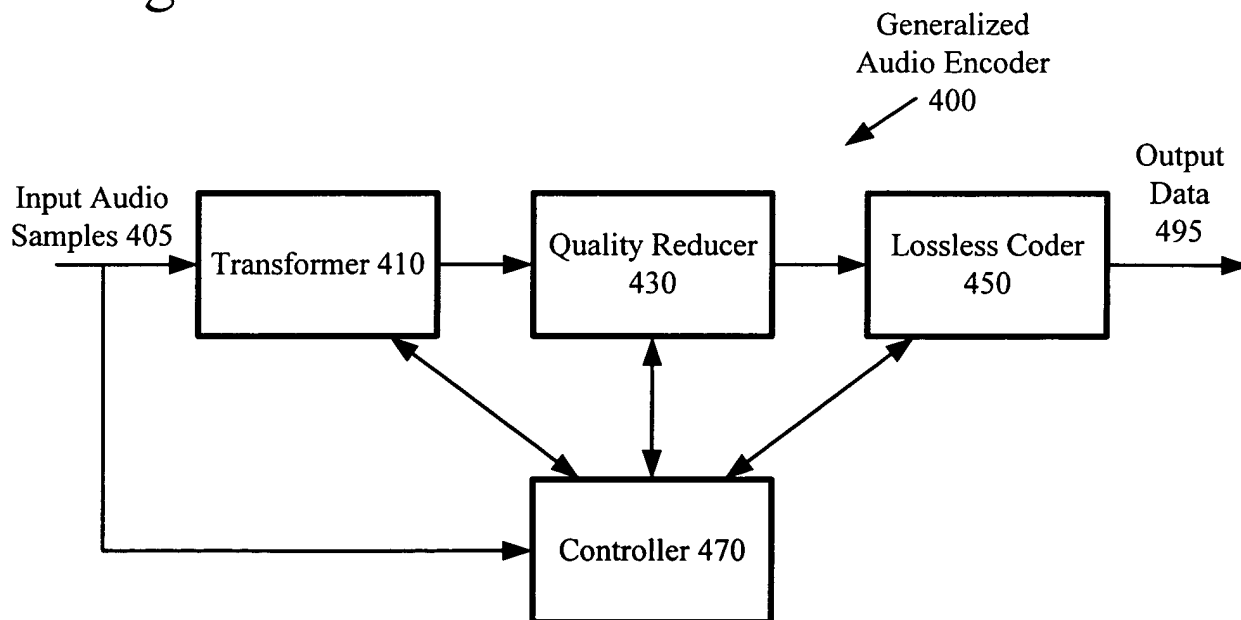 Generalized
Audio Encoder
400
Input Audio
Samples 405
Transformer 410
Quality Reducer
430
Lossless Coder
450
Output
Data
495
Controller 470